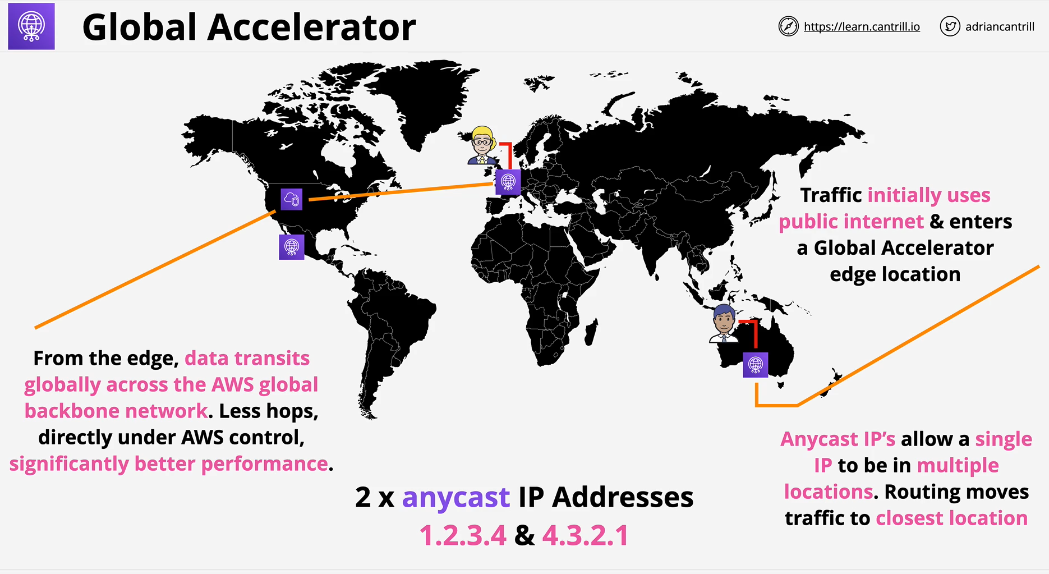 Global Accelerator
https://learn.cantrill.io
adriancantrill
Traffic initially uses
public internet & enters
a Global Accelerator
edge location
From the edge, data transits
globally across the AWS global
backbone network. Less hops,
directly under AWS control,
significantly better performance.
Anycast IP's allow a single
IP to be in multiple
locations. Routing moves
traffic to closest location
2 x anycast IP Addresses
1.2.3.4 & 4.3.2.1